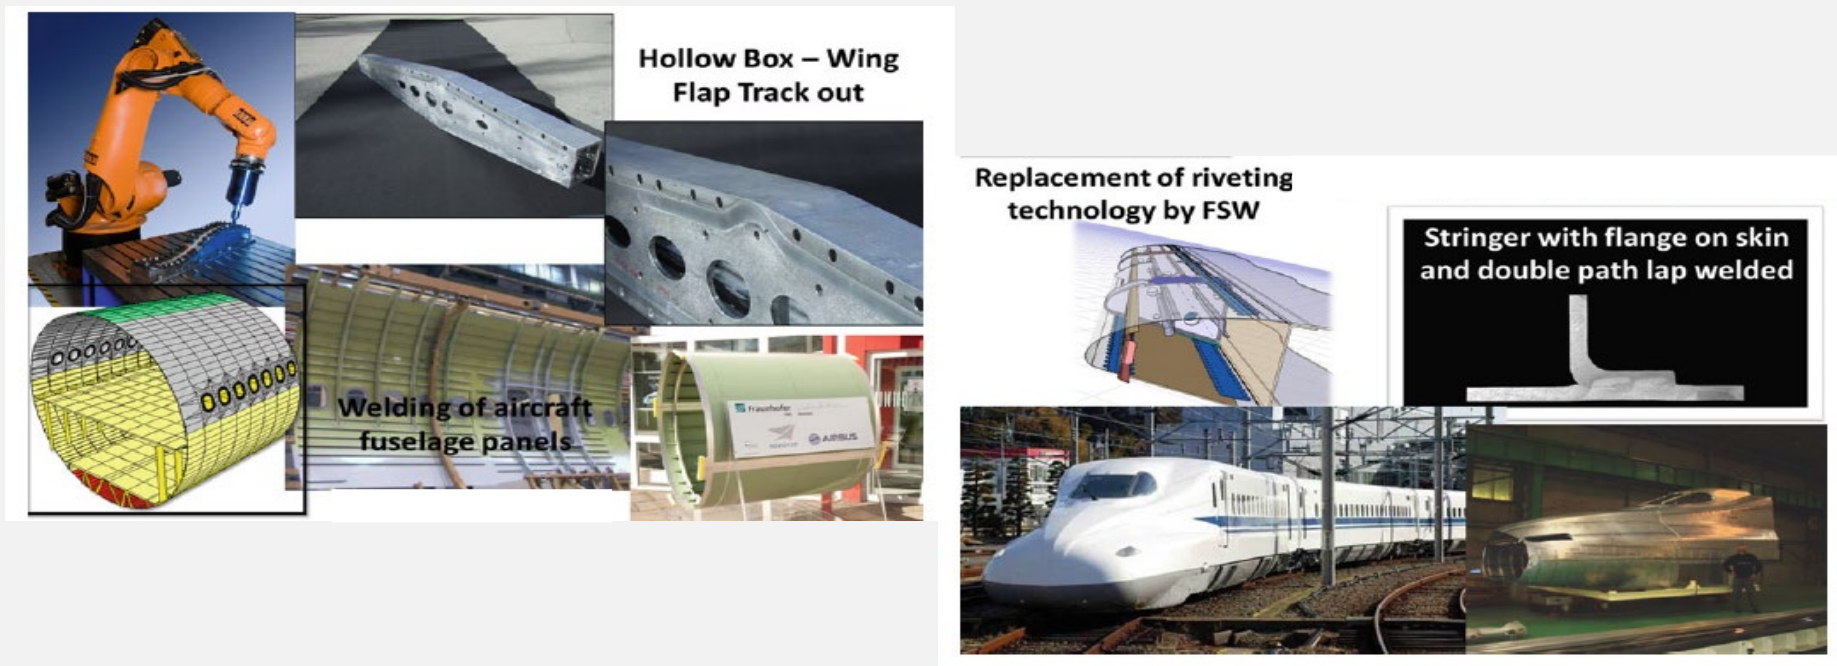 Hollow Box – Wing
Flap Track out
Welding of aircraft
fuselage panels
Fraunhofer
AIRBUS
Replacement of riveting
technology by FSW
Stringer with flange on skin
and double path lap welded